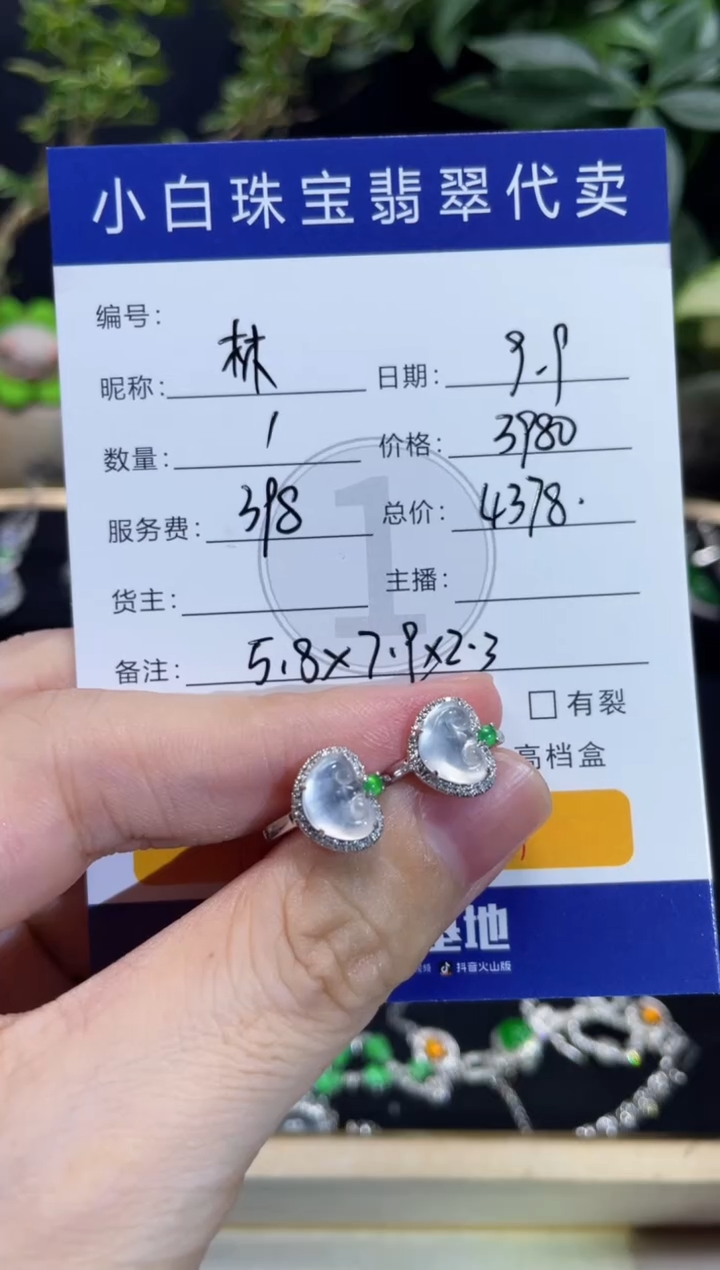 小白珠宝翡翠代卖
编号：
昵称：林 日期：9.9
数量：1 价格：3980
服务费：398 总价：4378.
货主： 主播：
备注：5.8×7.9×2.3
□有裂
高档盒
基地
抖音火山版